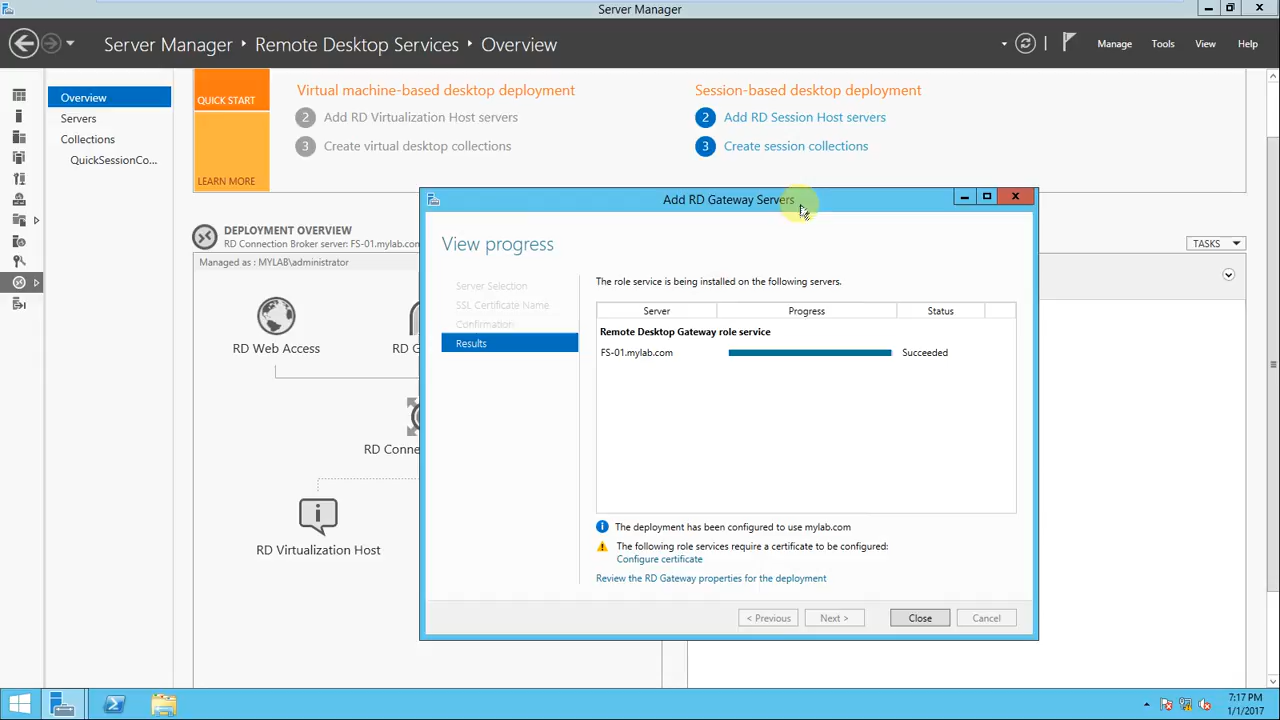 Server Manager
Server Manager ‣ Remote Desktop Services ‣ Overview
Manage Tools View Help
Overview
Servers
Collections
QuickSessionCo...
QUICK START
LEARN MORE
Virtual machine-based desktop deployment
2 Add RD Virtualization Host servers
3 Create virtual desktop collections
Session-based desktop deployment
2 Add RD Session Host servers
3 Create session collections
DEPLOYMENT OVERVIEW
RD Connection Broker server: FS-01.mylab.com
Managed as : MYLAB\administrator
TASKS
RD Web Access
RD G
RD Conne
RD Virtualization Host
Add RD Gateway Servers
View progress
Server Selection
SSL Certificate Name
Confirmation
Results
The role service is being installed on the following servers.
Server Progress Status
Remote Desktop Gateway role service
FS-01.mylab.com Succeeded
The deployment has been configured to use mylab.com
The following role services require a certificate to be configured:
Configure certificate
Review the RD Gateway properties for the deployment
< Previous Next > Close Cancel
7:17 PM
1/1/2017